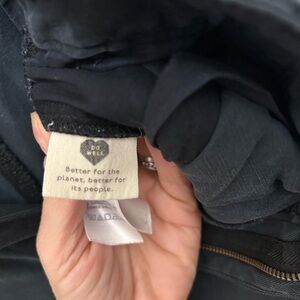 DO
WELL
Better for the
planet, better for
its people.